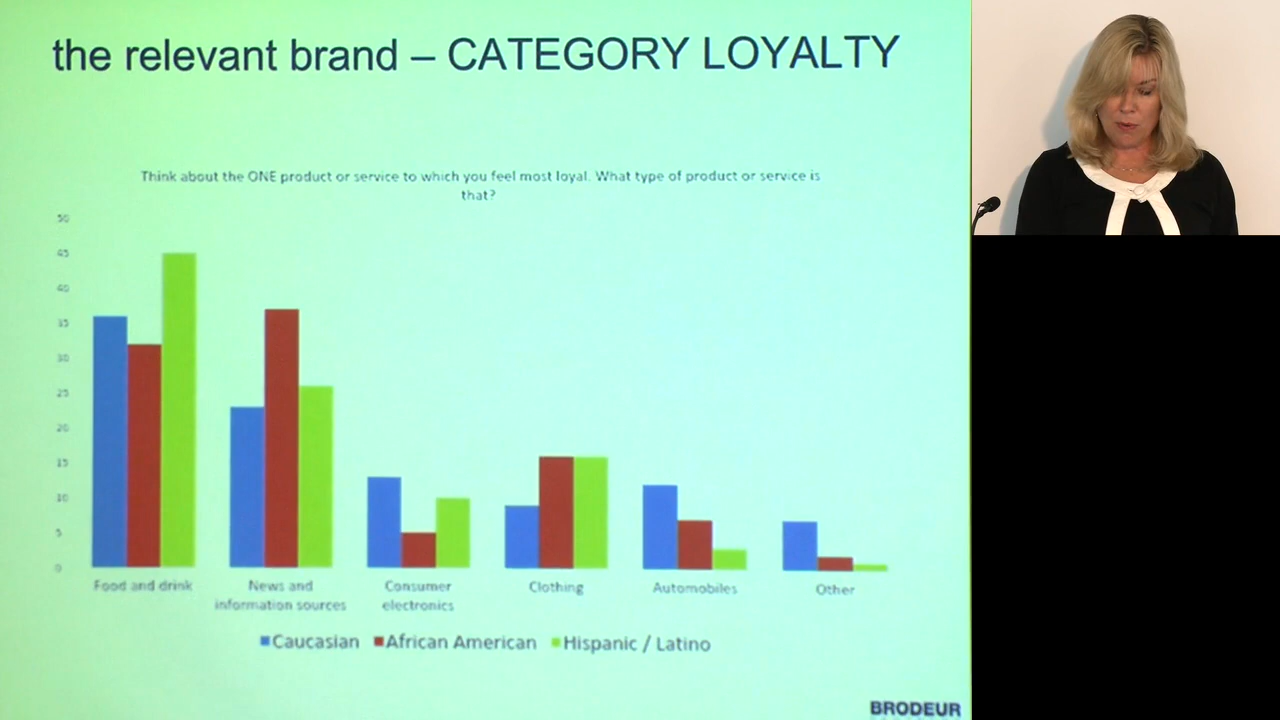 the relevant brand – CATEGORY LOYALTY
Think about the ONE product or service to which you feel most loyal. What type of product or service is
that?
50
45
40
35
30
25
20
15
10
5
0
Food and drink
News and
information sources
Consumer
electronics
Clothing
Automobiles
Other
Caucasian African American Hispanic / Latino
BRODEUR